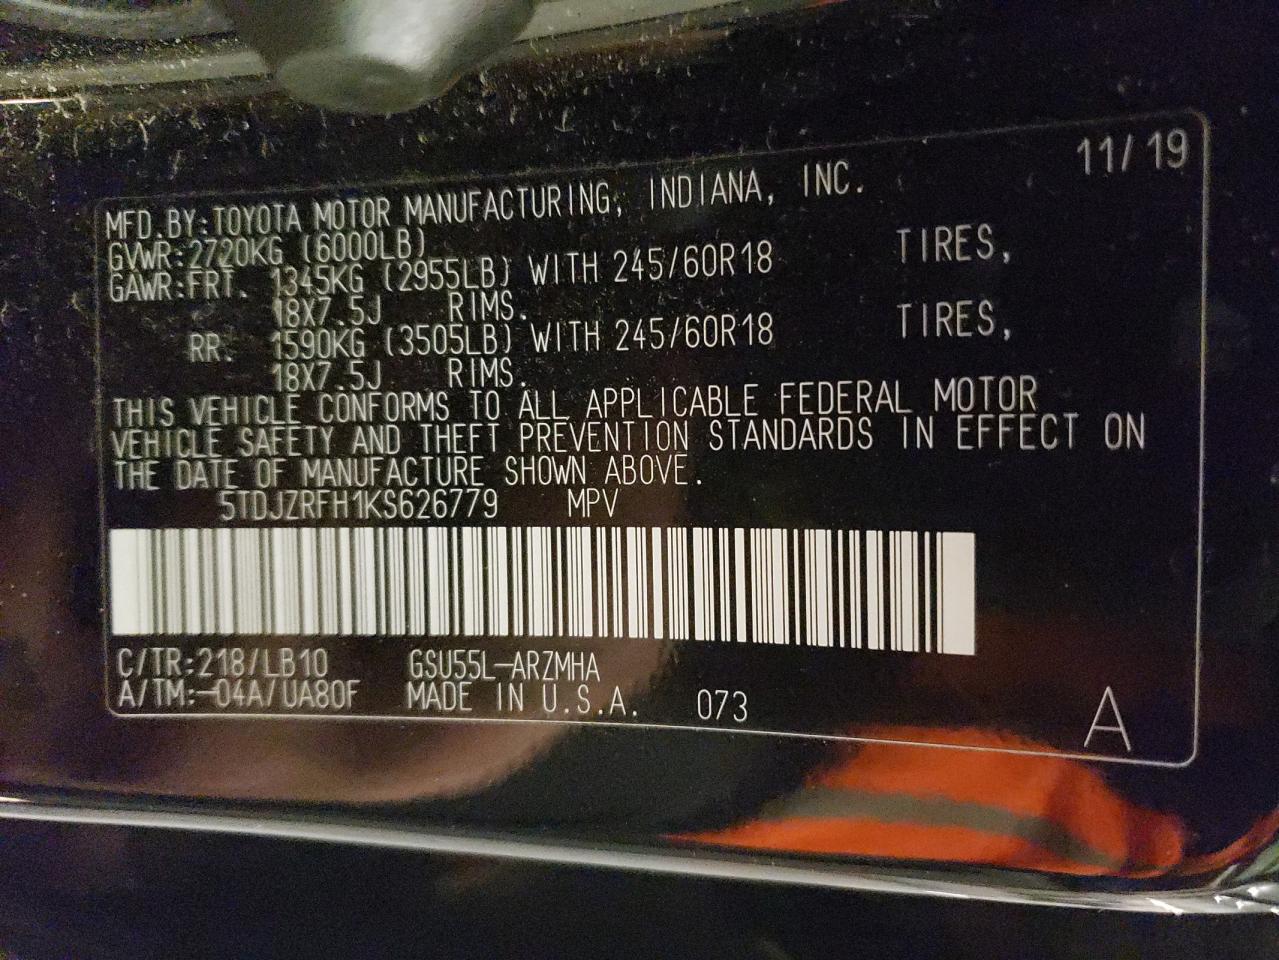 11/19
MFD.BY:TOYOTA MOTOR MANUFACTURING, INDIANA, INC.
GVWR:2720KG (6000LB)
GAWR:FRT. 1345KG (2955LB) WITH 245/60R18 TIRES,
18X7.5J RIMS.
RR. 1590KG (3505LB) WITH 245/60R18 TIRES,
18X7.5J RIMS.
THIS VEHICLE CONFORMS TO ALL APPLICABLE FEDERAL MOTOR
VEHICLE SAFETY AND THEFT PREVENTION STANDARDS IN EFFECT ON
THE DATE OF MANUFACTURE SHOWN ABOVE.
5TDJZRFH1KS626779 MPV
C/TR:218/LB10 GSU55L-ARZMHA
A/TM:-04A/UA80F MADE IN U.S.A. 073
A